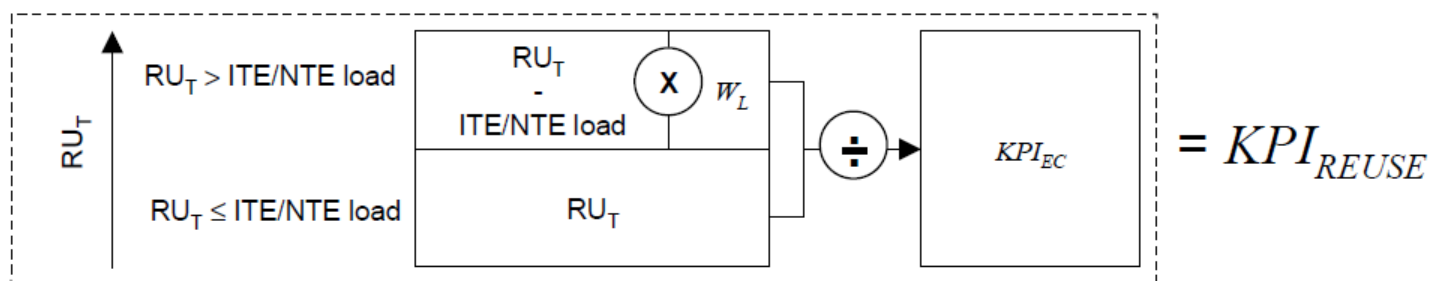 RU_T
RU_T > ITE/NTE load
RU_T
-
ITE/NTE load
X
W_L
RU_T ≤ ITE/NTE load
RU_T
÷
KPI_EC
= KPI_REUSE